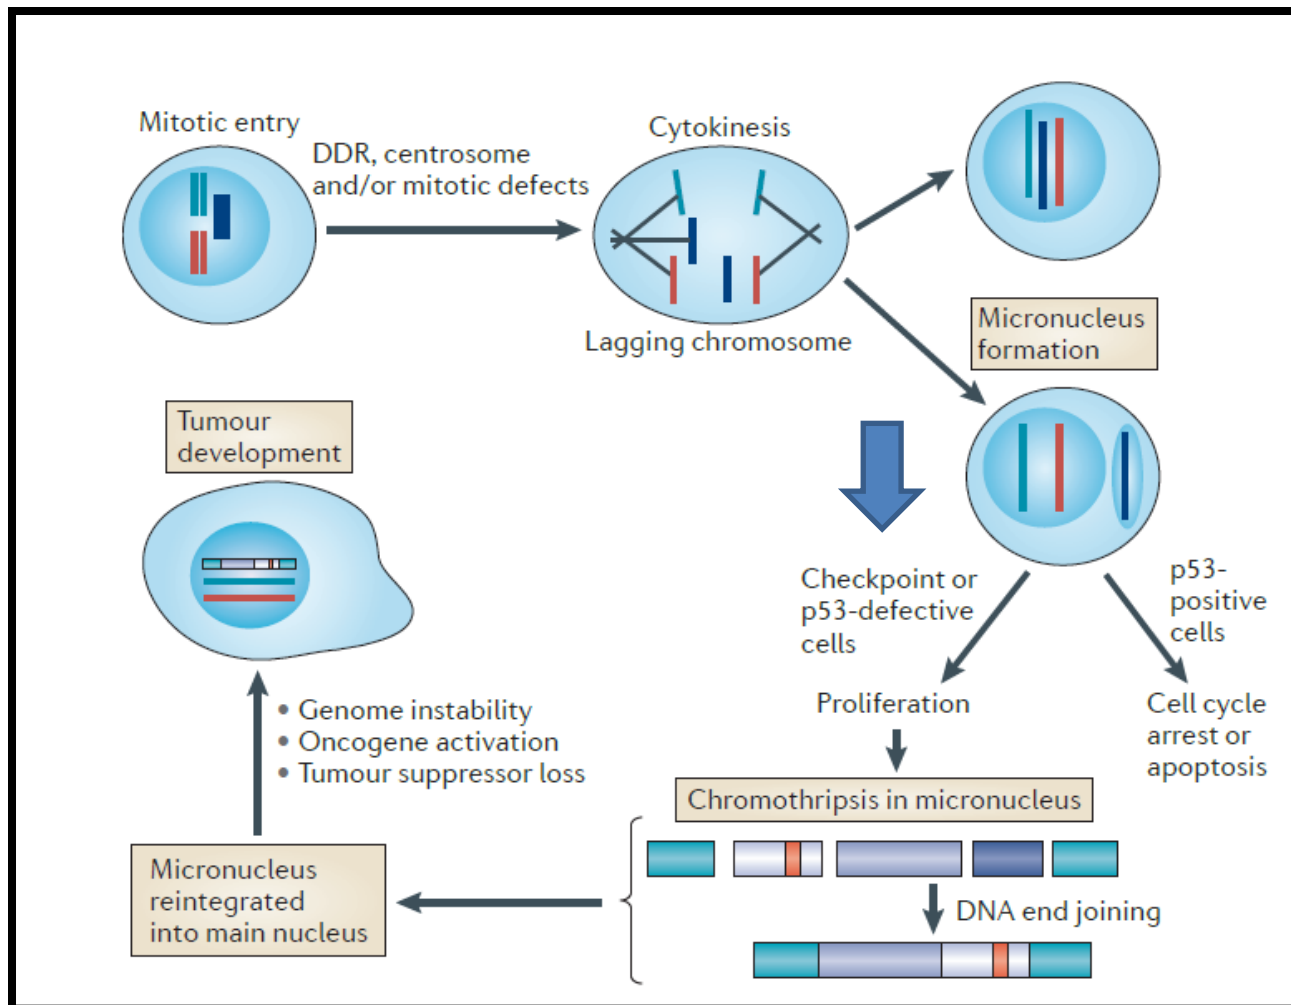 Mitotic entry
DDR, centrosome
and/or mitotic defects
Cytokinesis
Lagging chromosome
Micronucleus
formation
Checkpoint or
p53-defective
cells
p53-
positive
cells
Proliferation
Cell cycle
arrest or
apoptosis
Chromothripsis in micronucleus
DNA end joining
Micronucleus
reintegrated
into main nucleus
• Genome instability
• Oncogene activation
• Tumour suppressor loss
Tumour
development